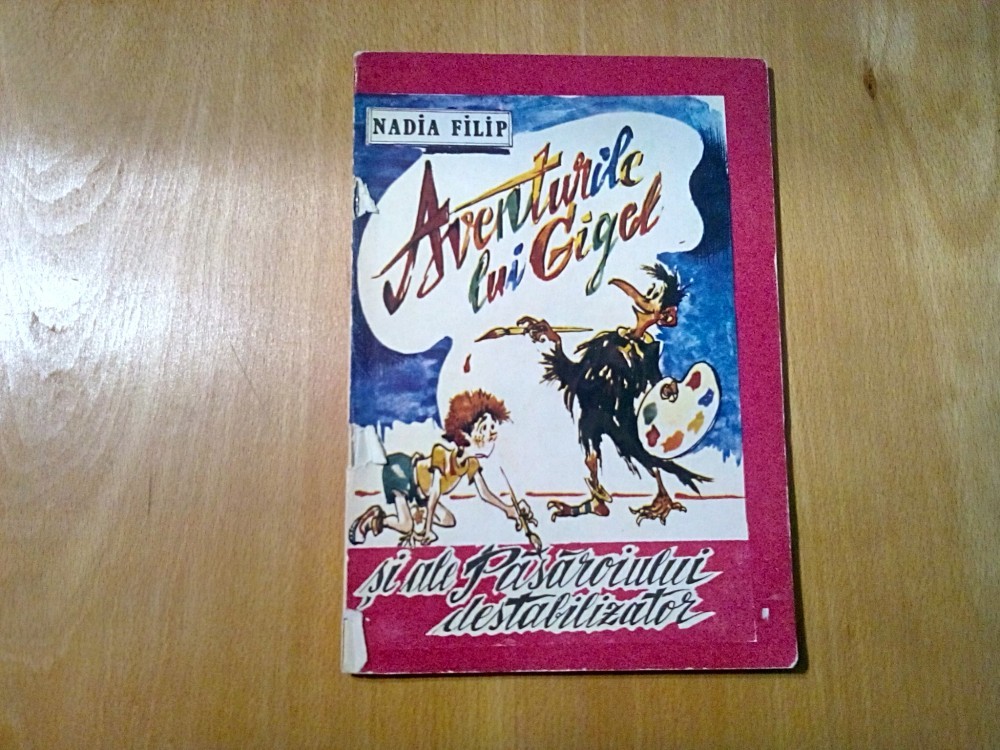 NADIA FILIP
Aventurile
lui Gigel
și ale Păsăroiului
destabilizator